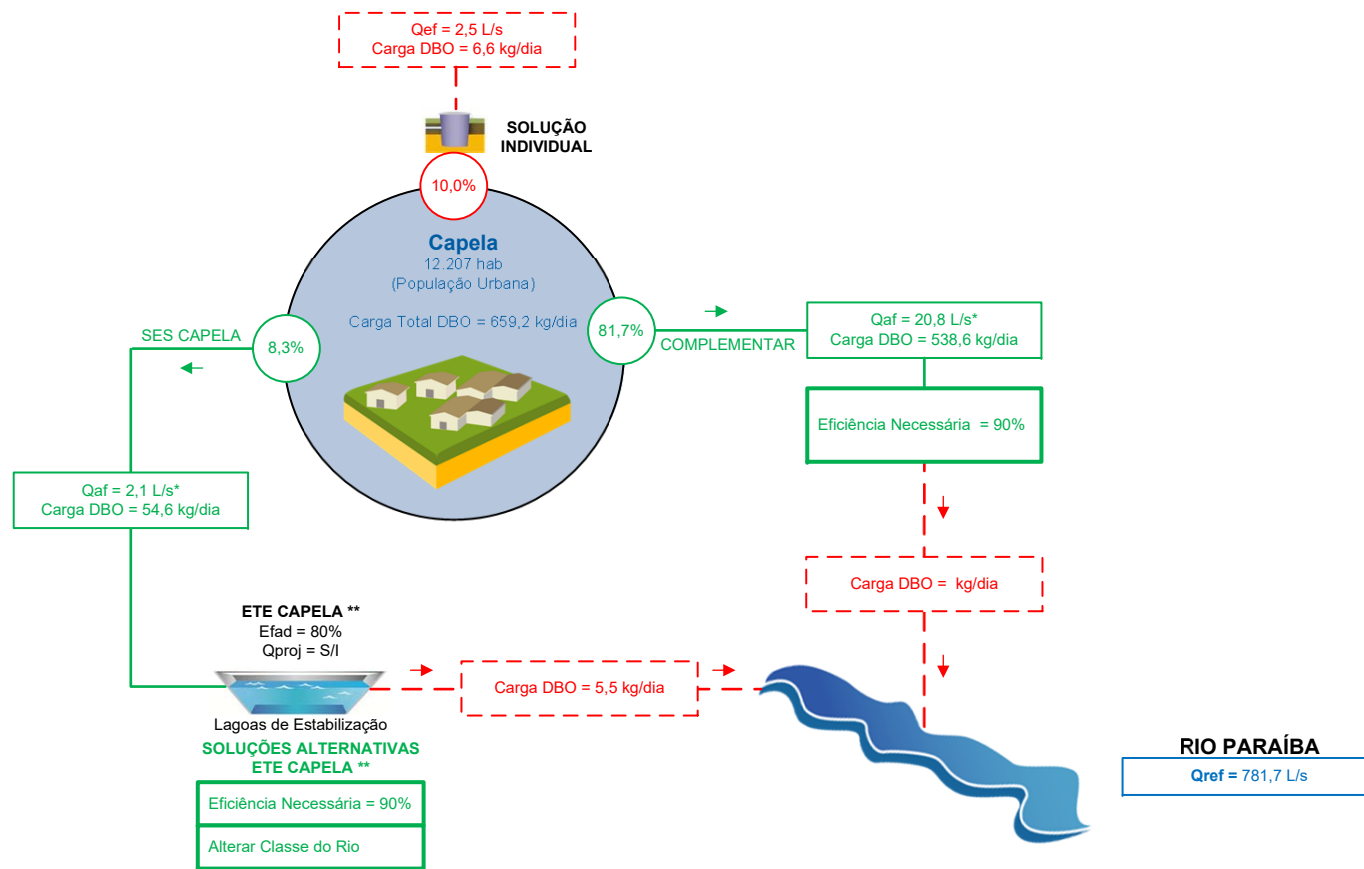 Qef = 2,5 L/s
Carga DBO = 6,6 kg/dia
SOLUÇÃO
INDIVIDUAL
10,0%
Capela
12.207 hab
(População Urbana)
Carga Total DBO = 659,2 kg/dia
SES CAPELA
8,3%
81,7%
COMPLEMENTAR
Qaf = 20,8 L/s*
Carga DBO = 538,6 kg/dia
Eficiência Necessária = 90%
Qaf = 2,1 L/s*
Carga DBO = 54,6 kg/dia
Carga DBO = kg/dia
ETE CAPELA **
Efad = 80%
Qproj = S/I
Lagoas de Estabilização
Carga DBO = 5,5 kg/dia
SOLUÇÕES ALTERNATIVAS
ETE CAPELA **
Eficiência Necessária = 90%
Alterar Classe do Rio
RIO PARAÍBA
Qref = 781,7 L/s